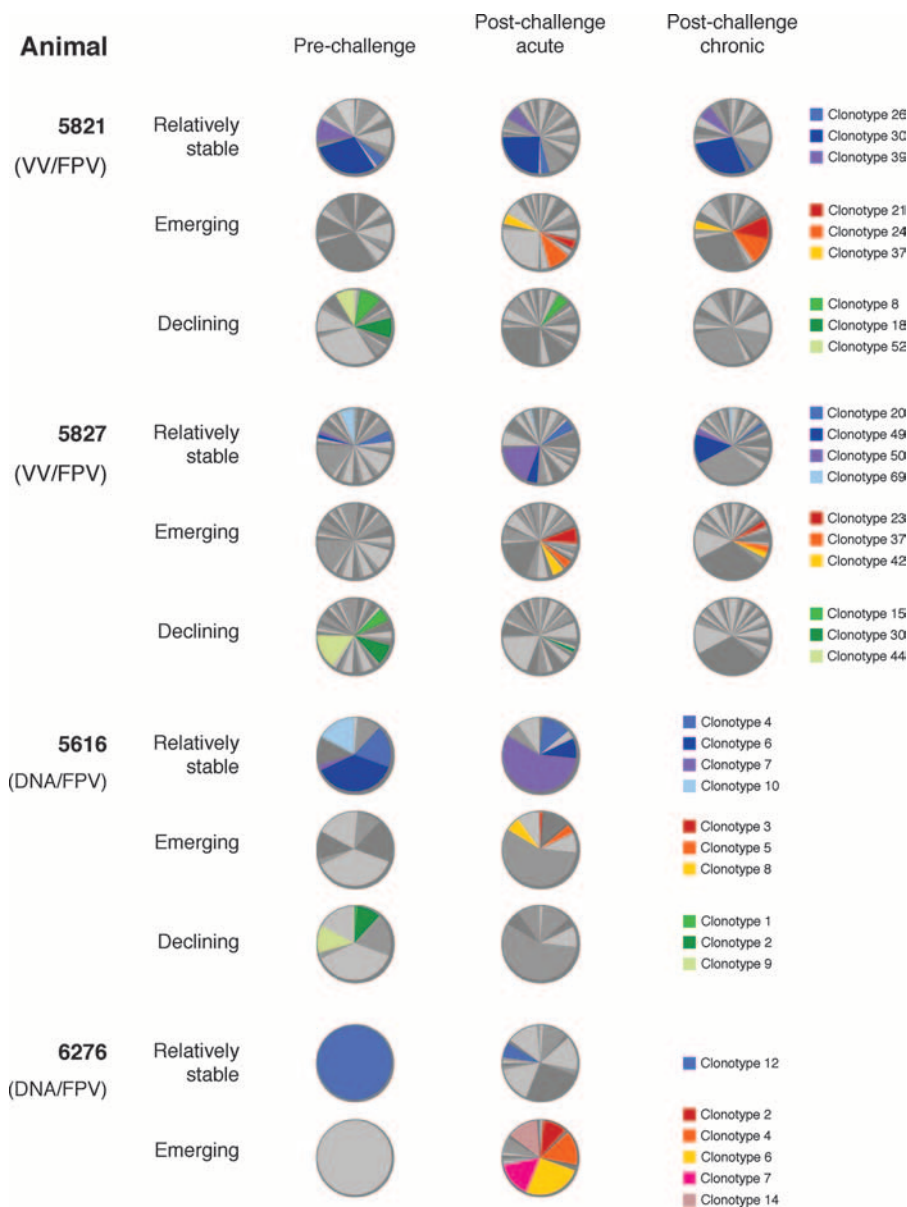 Animal
Pre-challenge
Post-challenge
acute
Post-challenge
chronic
5821
(VV/FPV)
Relatively
stable
Clonotype 26
Clonotype 30
Clonotype 39
Emerging
Clonotype 21
Clonotype 24
Clonotype 37
Declining
Clonotype 8
Clonotype 18
Clonotype 52
5827
(VV/FPV)
Relatively
stable
Clonotype 20
Clonotype 49
Clonotype 50
Clonotype 69
Emerging
Clonotype 23
Clonotype 37
Clonotype 42
Declining
Clonotype 15
Clonotype 30
Clonotype 44
5616
(DNA/FPV)
Relatively
stable
Clonotype 4
Clonotype 6
Clonotype 7
Clonotype 10
Emerging
Clonotype 3
Clonotype 5
Clonotype 8
Declining
Clonotype 1
Clonotype 2
Clonotype 9
6276
(DNA/FPV)
Relatively
stable
Clonotype 12
Emerging
Clonotype 2
Clonotype 4
Clonotype 6
Clonotype 7
Clonotype 14